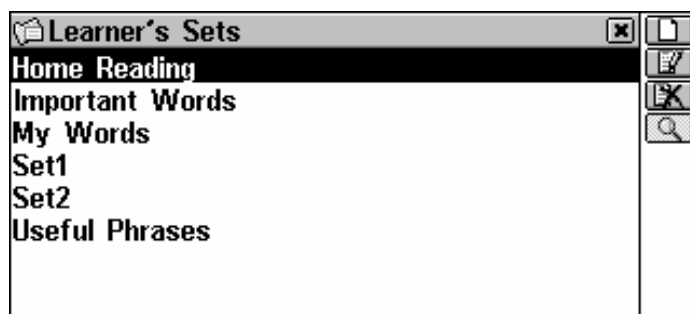 Learner's Sets
Home Reading
Important Words
My Words
Set1
Set2
Useful Phrases